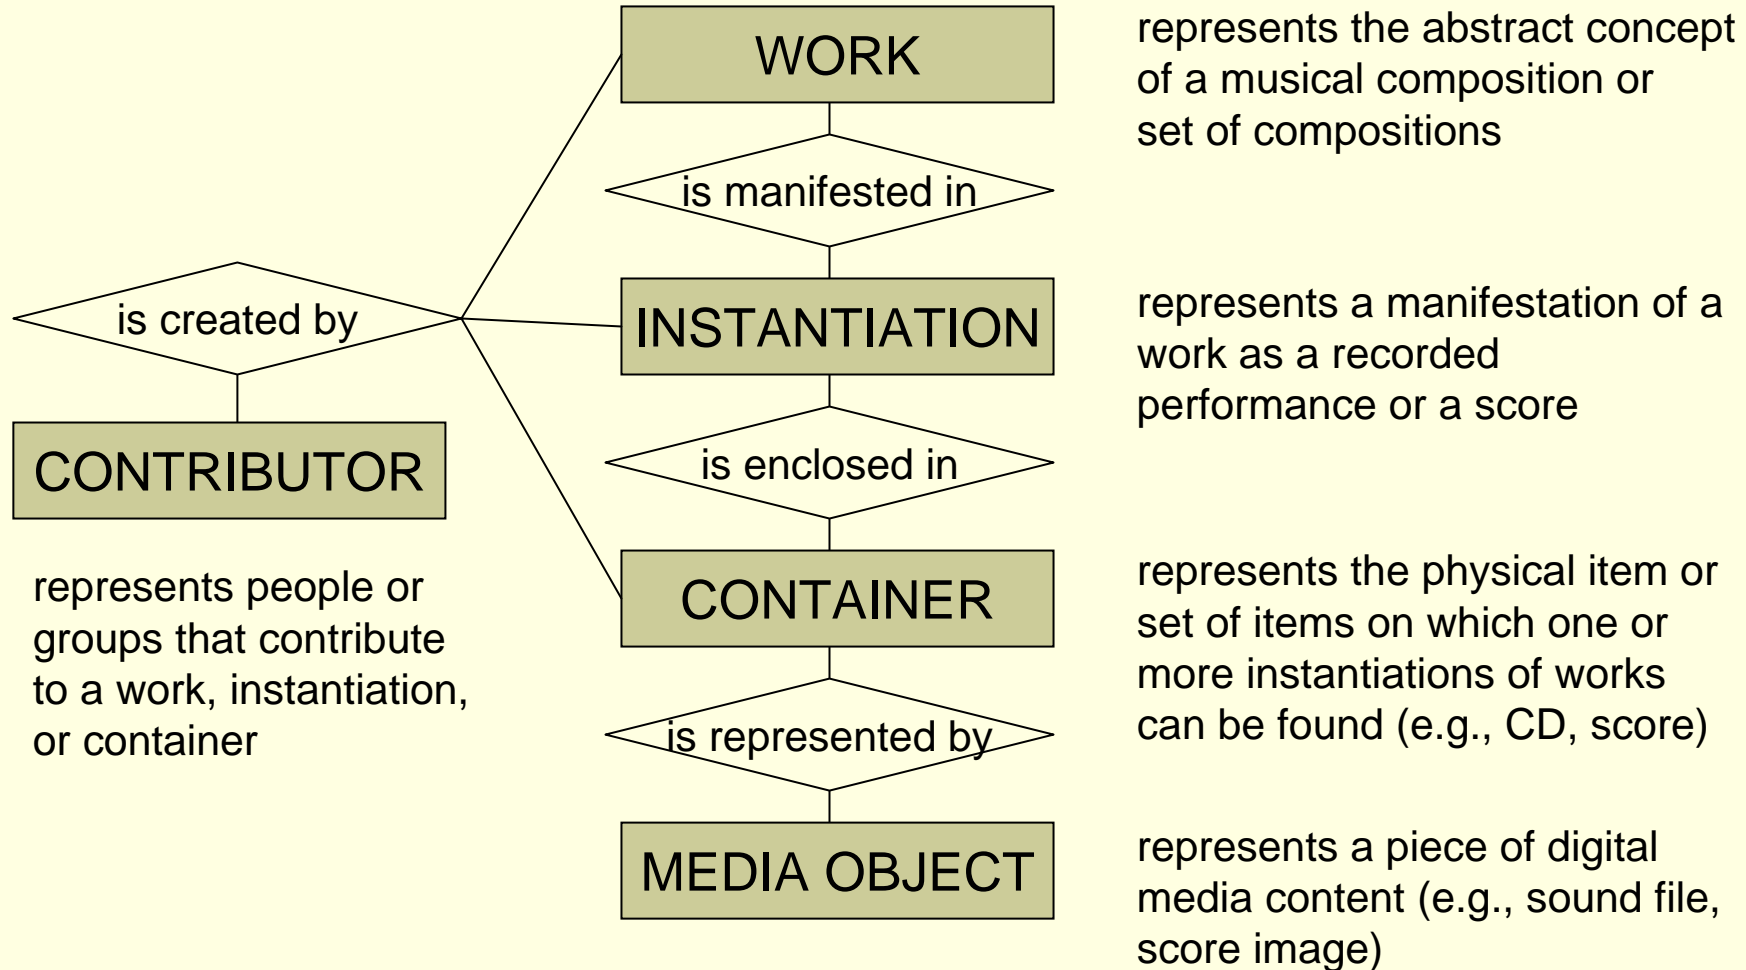 WORK
represents the abstract concept
of a musical composition or
set of compositions
is manifested in
is created by
INSTANTIATION
represents a manifestation of a
work as a recorded
performance or a score
CONTRIBUTOR
represents people or
groups that contribute
to a work, instantiation,
or container
is enclosed in
CONTAINER
represents the physical item or
set of items on which one or
more instantiations of works
can be found (e.g., CD, score)
is represented by
MEDIA OBJECT
represents a piece of digital
media content (e.g., sound file,
score image)